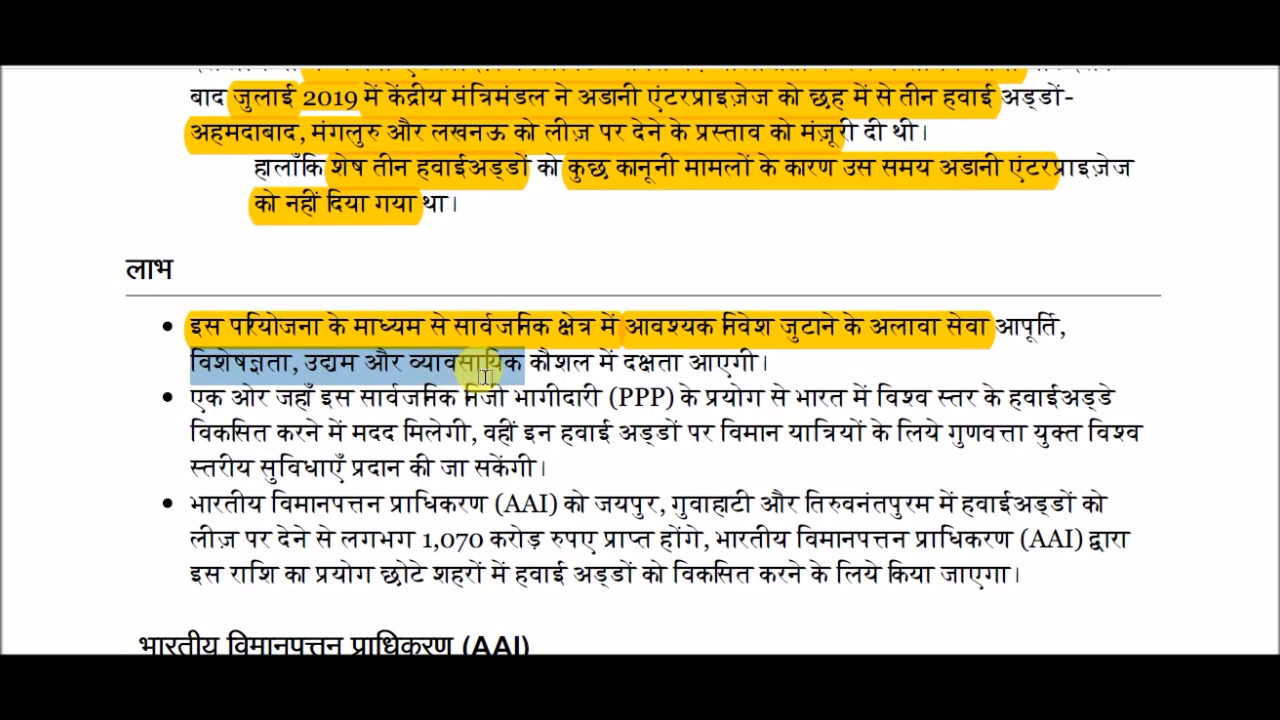 बाद जुलाई 2019 में केंद्रीय मंत्रिमंडल ने अडानी एंटरप्राइज़ेज को छह में से तीन हवाई अड्डों-
अहमदाबाद, मंगलुरु और लखनऊ को लीज़ पर देने के प्रस्ताव को मंज़ूरी दी थी।
हालाँकि शेष तीन हवाईअड्डों को कुछ कानूनी मामलों के कारण उस समय अडानी एंटरप्राइज़ेज
को नहीं दिया गया था।
लाभ
• इस परियोजना के माध्यम से सार्वजनिक क्षेत्र में आवश्यक निवेश जुटाने के अलावा सेवा आपूर्ति,
विशेषज्ञता, उद्यम और व्यावसायिक कौशल में दक्षता आएगी।
• एक ओर जहाँ इस सार्वजनिक निजी भागीदारी (PPP) के प्रयोग से भारत में विश्व स्तर के हवाईअड्डे
विकसित करने में मदद मिलेगी, वहीं इन हवाई अड्डों पर विमान यात्रियों के लिये गुणवत्ता युक्त विश्व
स्तरीय सुविधाएँ प्रदान की जा सकेंगी।
• भारतीय विमानपत्तन प्राधिकरण (AAI) को जयपुर, गुवाहाटी और तिरुवनंतपुरम में हवाईअड्डों को
लीज़ पर देने से लगभग 1,070 करोड़ रुपए प्राप्त होंगे, भारतीय विमानपत्तन प्राधिकरण (AAI) द्वारा
इस राशि का प्रयोग छोटे शहरों में हवाई अड्डों को विकसित करने के लिये किया जाएगा।
भारतीय विमानपत्तन प्राधिकरण (AAI)